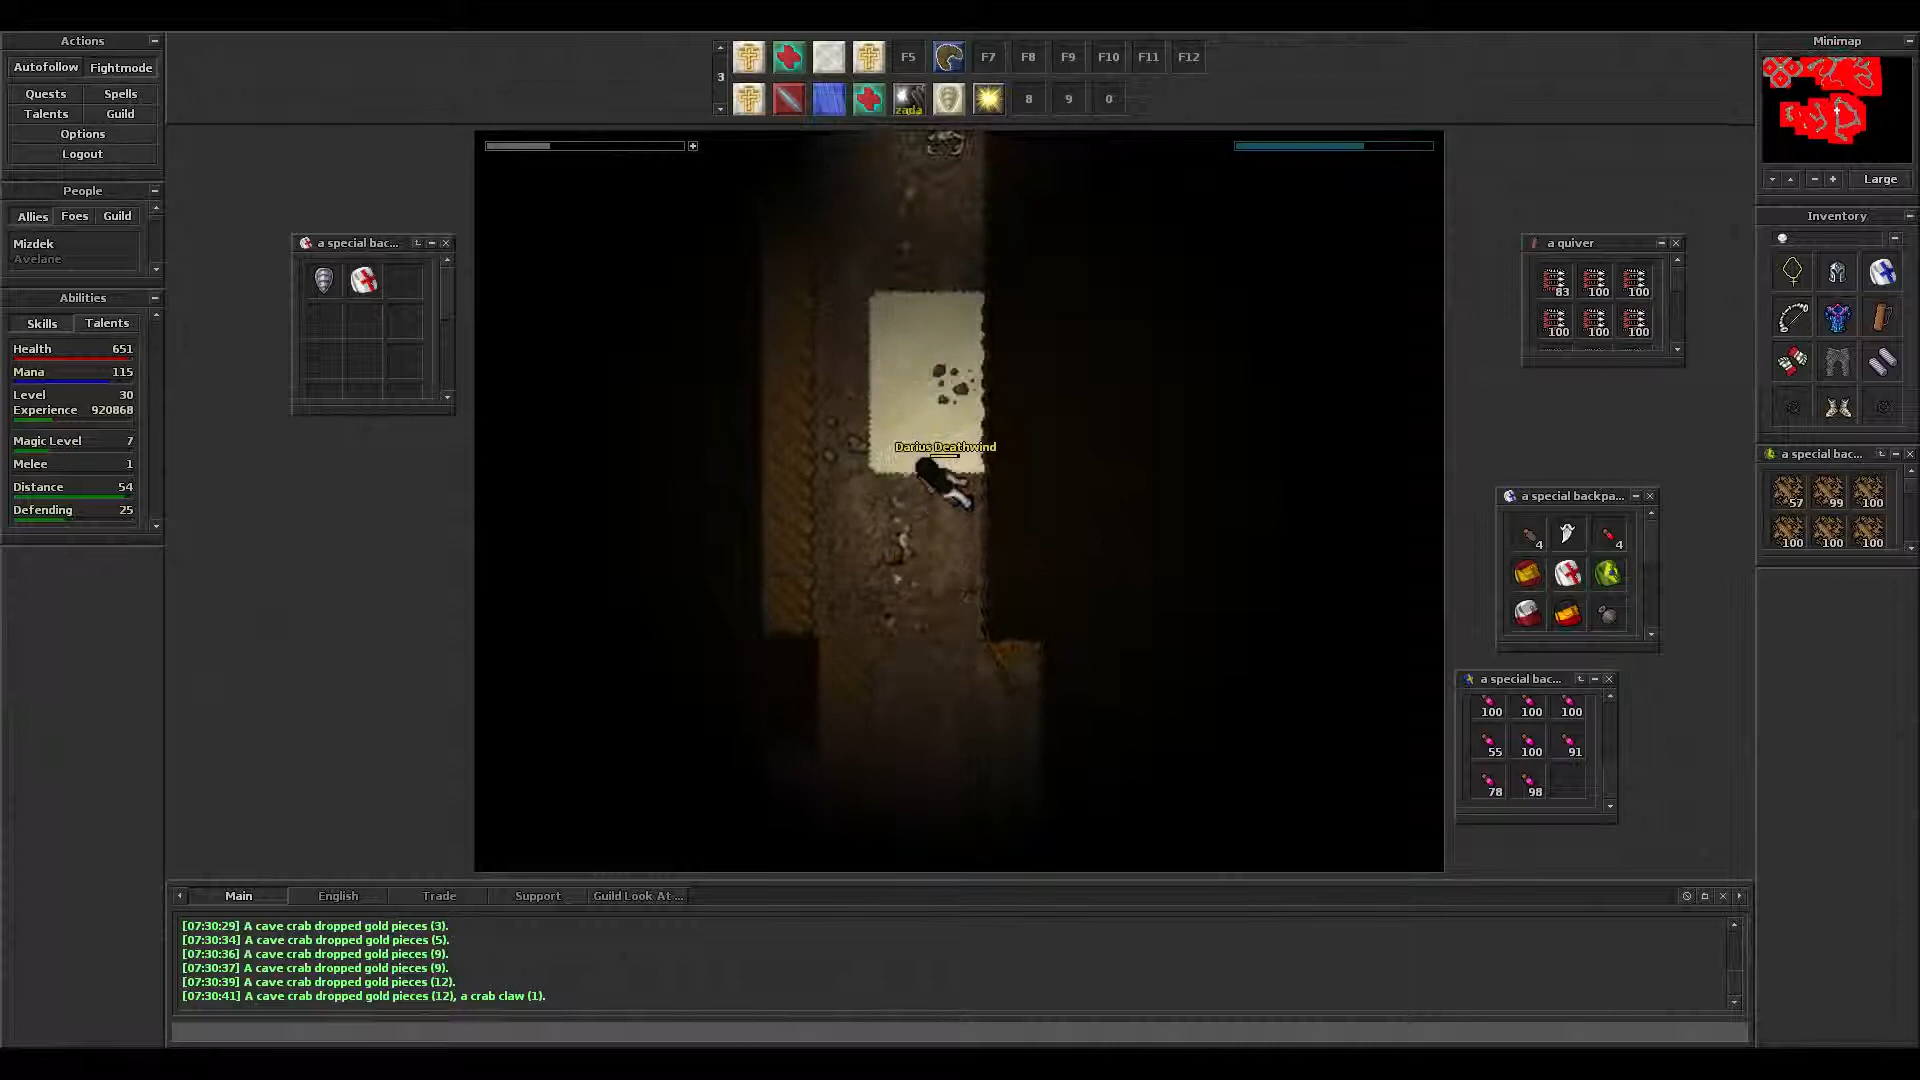 Actions
Autofollow Fightmode
Quests Spells
Talents Guild
Options
Logout
People
Allies Foes Guild
Mizdek
Avelane
Abilities
Skills Talents
Health 651
Mana 115
Level 30
Experience 920868
Magic Level 7
Melee 1
Distance 54
Defending 25
3
F5 F7 F8 F9 F10 F11 F12
zada 8 9 0
a special bac...
Darius Deathwind
a quiver
83 100 100
100 100 100
a special backpa...
4 4
a special bac...
100 100 100
55 100 91
78 98
Minimap
Large
Inventory
a special bac...
57 99 100
100 100 100
Main English Trade Support Guild Look At ...
[07:30:29] A cave crab dropped gold pieces (3).
[07:30:34] A cave crab dropped gold pieces (5).
[07:30:36] A cave crab dropped gold pieces (9).
[07:30:37] A cave crab dropped gold pieces (9).
[07:30:39] A cave crab dropped gold pieces (12).
[07:30:41] A cave crab dropped gold pieces (12), a crab claw (1).